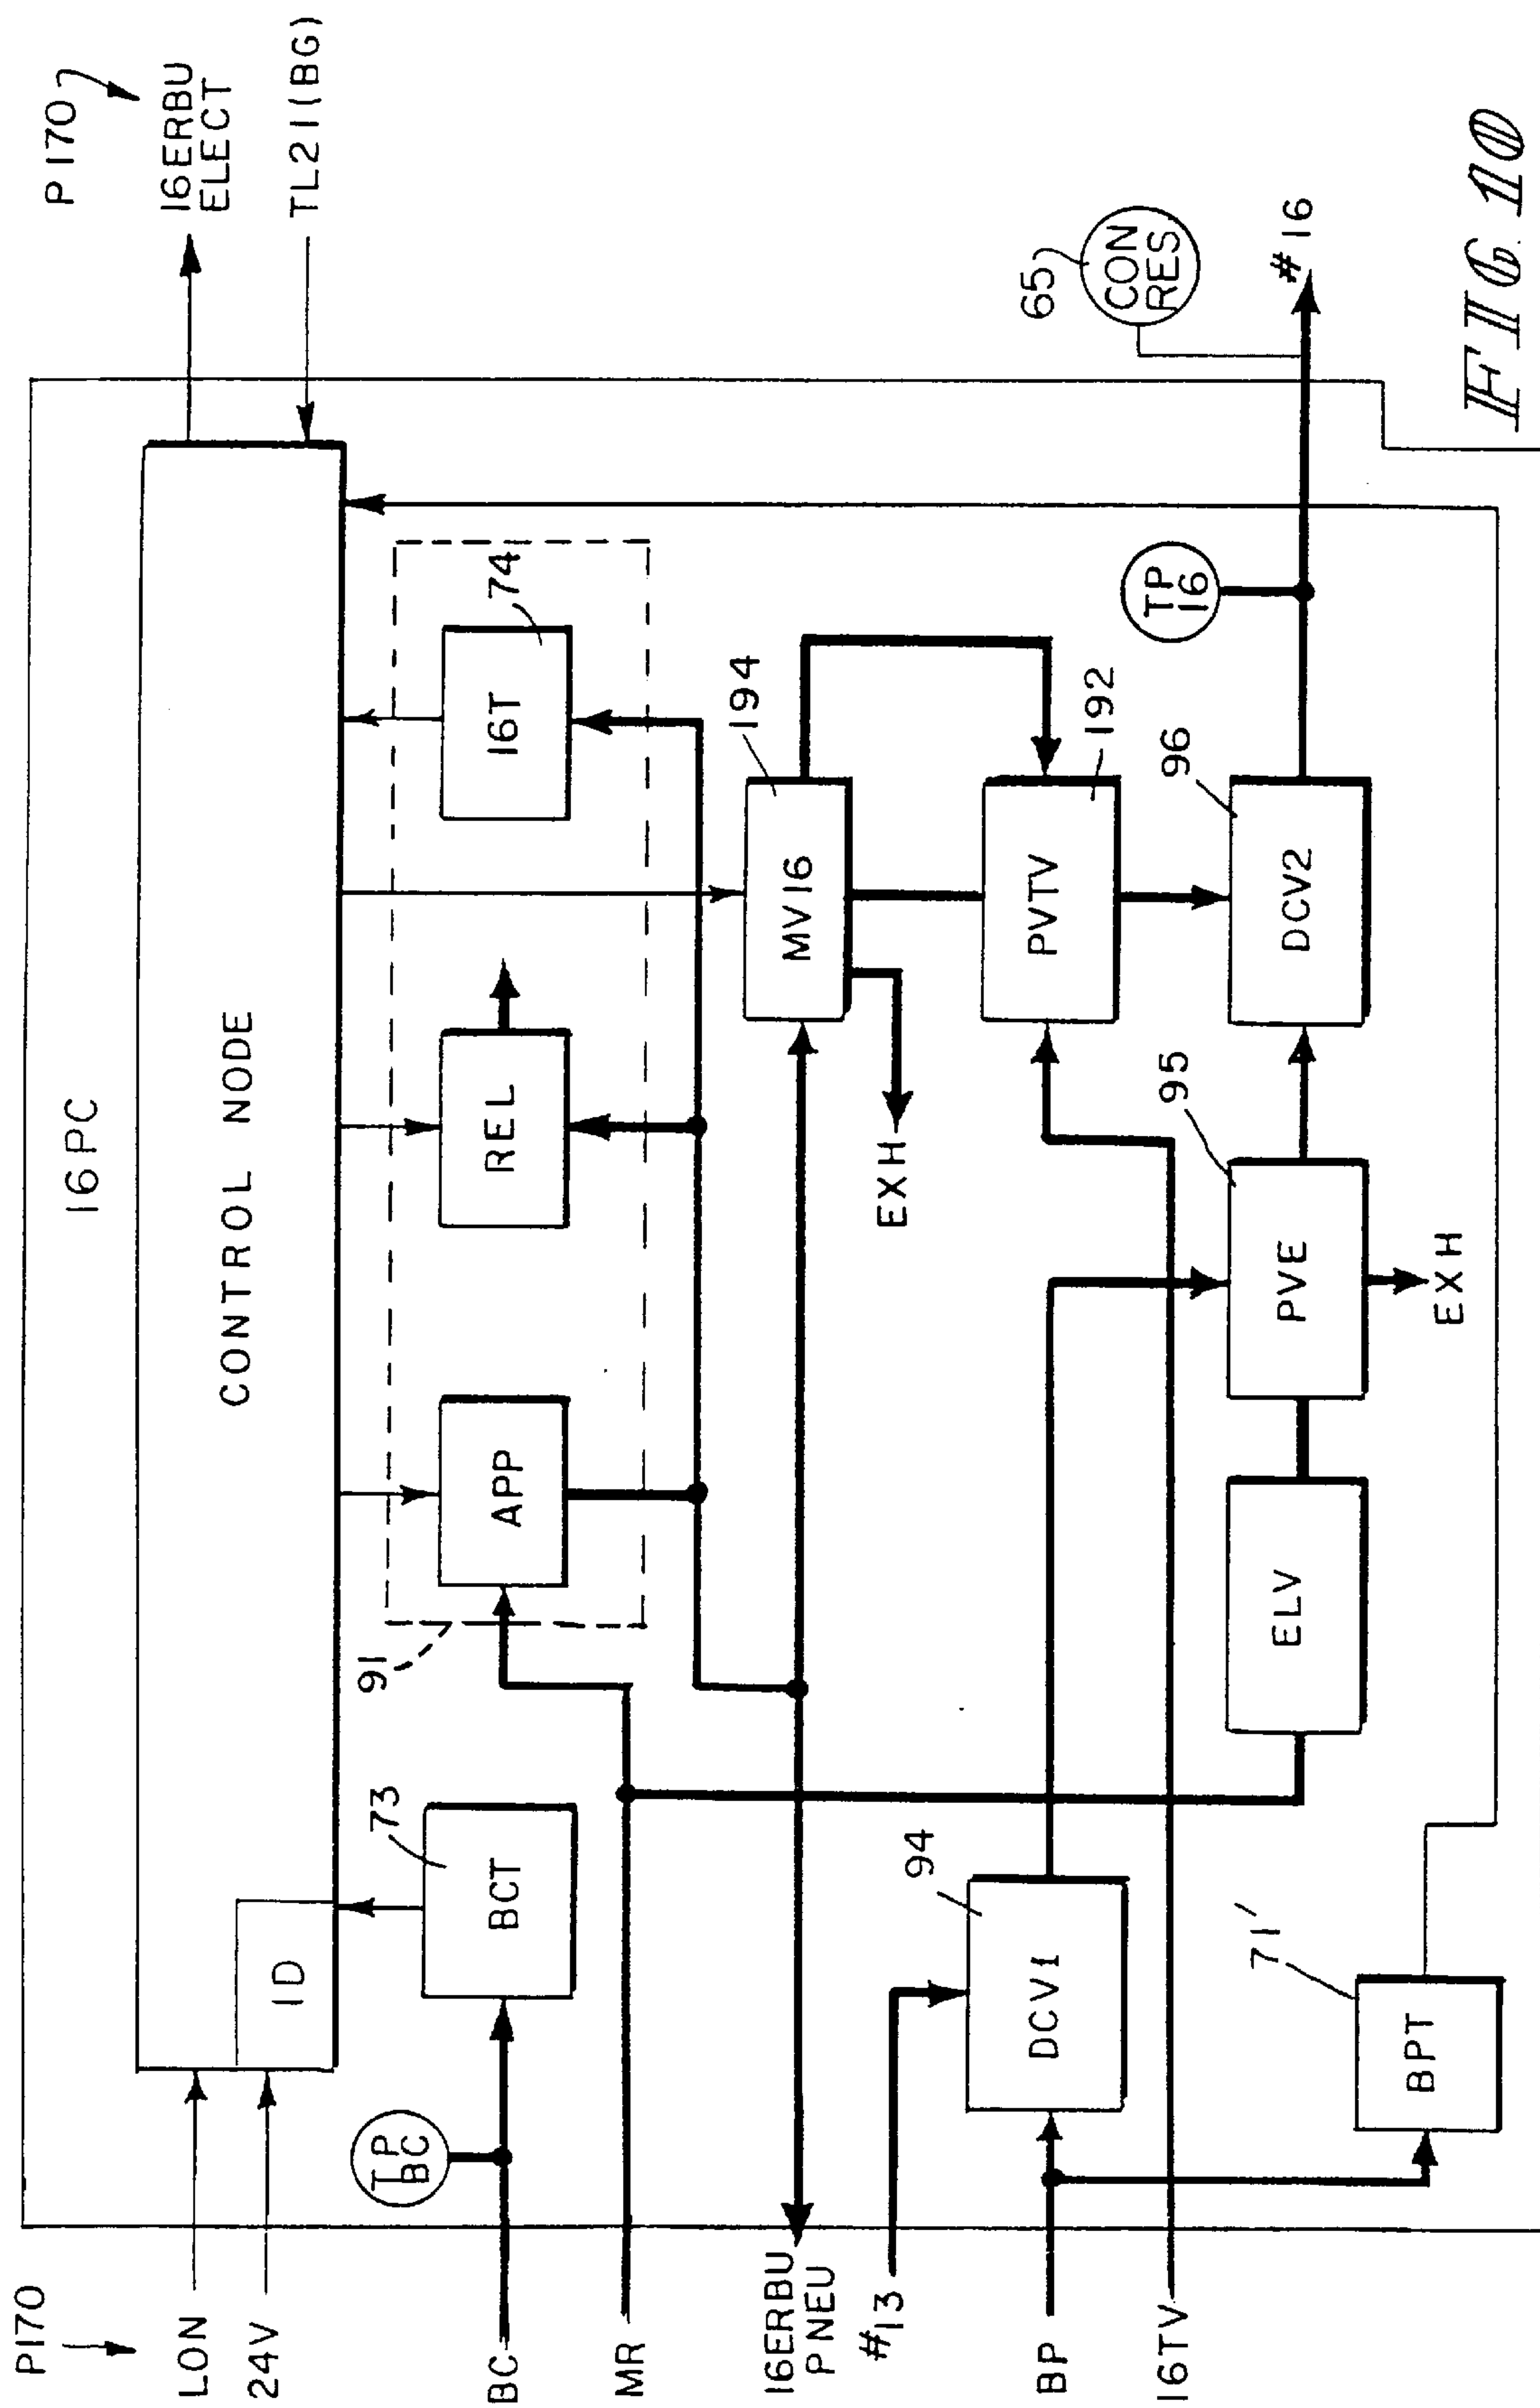 P170
LON
24V
BC
MR
16ERBU
PNEU
#13
BP
16TV
16PC
CONTROL NODE
ID
P170
16ERBU
ELECT
TL21(BG)
TP
BC
BCT
73
91
APP
REL
16T
74
MV16
194
EXH
DCV1
94
PVTV
192
BPT
71'
ELV
PVE
95
EXH
DCV2
96
TP
16
65
CON
RES
#16
FIG 10